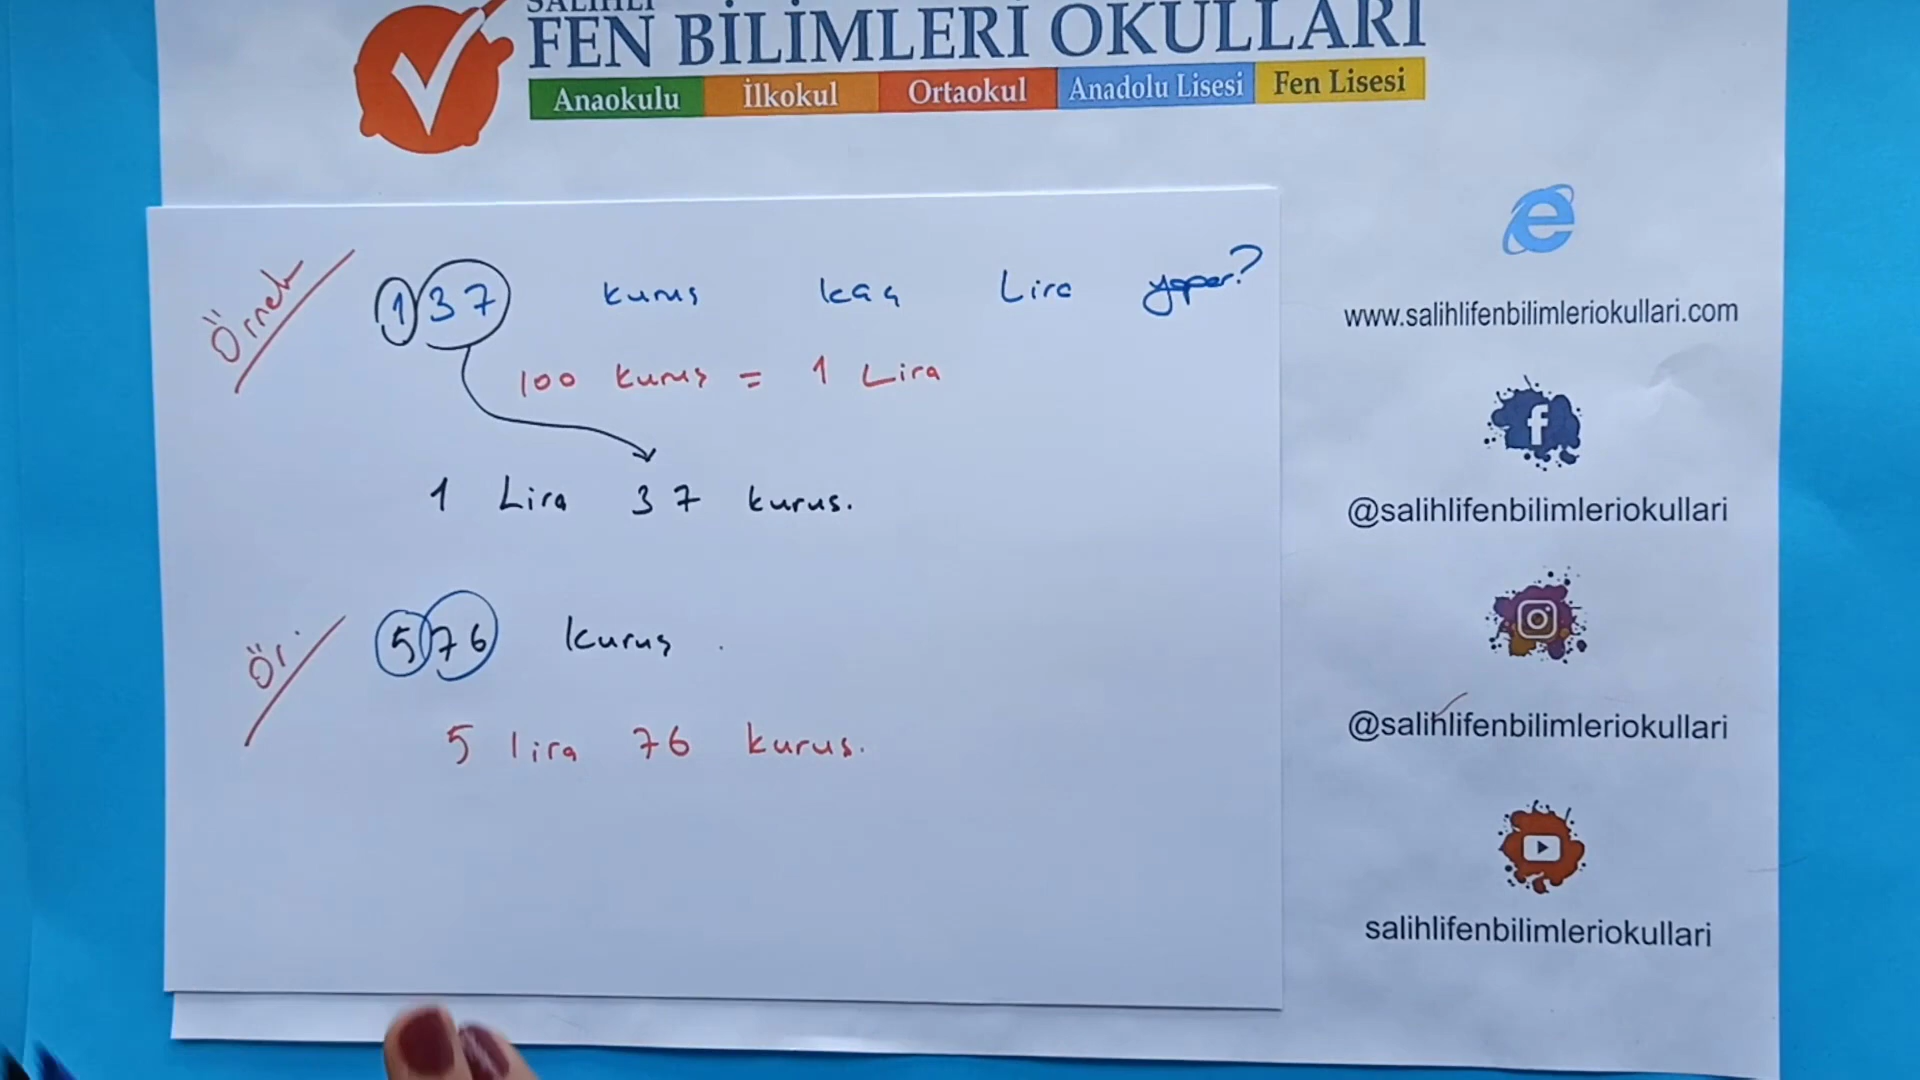 SALİHLİ
FEN BİLİMLERİ OKULLARI
Anaokulu İlkokul Ortaokul Anadolu Lisesi Fen Lisesi
Örnek 137 kuruş kaç Lira yapar?
100 kuruş = 1 Lira
1 Lira 37 kuruş.
Ör. 576 kuruş.
5 lira 76 kuruş.
www.salihlifenbilimleriokullari.com
@salihlifenbilimleriokullari
@salihlifenbilimleriokullari
salihlifenbilimleriokullari